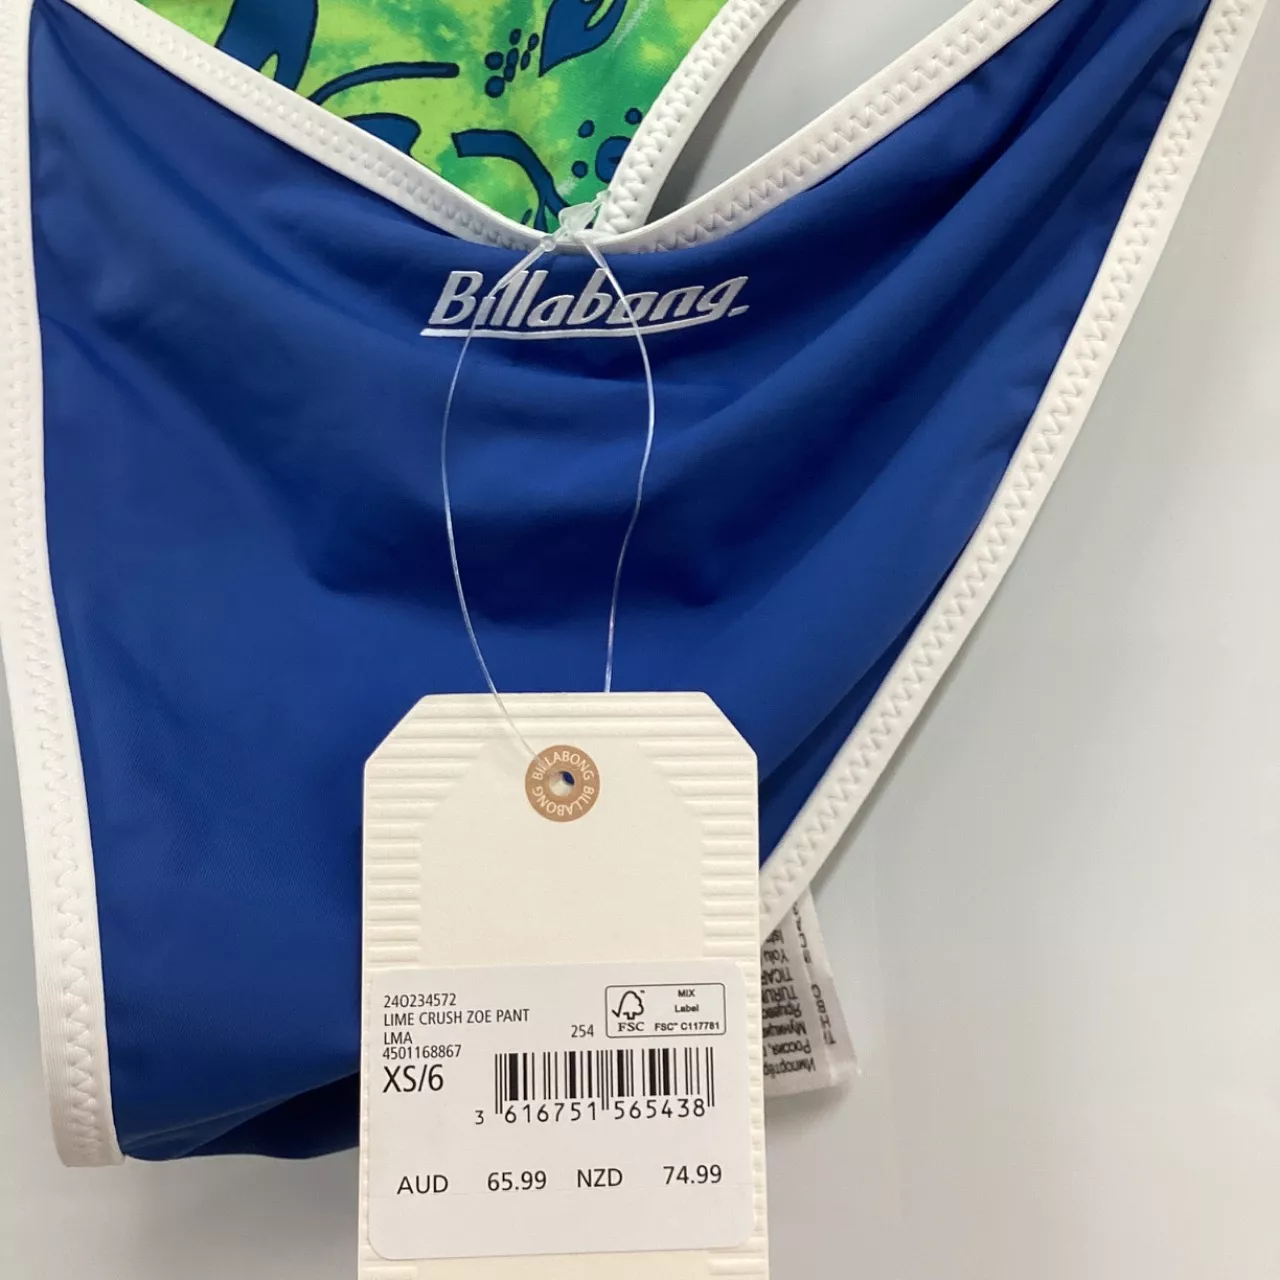 Billabong
BILLABONG BILLABONG
240234572
LIME CRUSH ZOE PANT
LMA
4501168867
XS/6
254
FSC
MIX
Label
FSC™ C117781
3 616751 565438
AUD 65.99 NZD 74.99